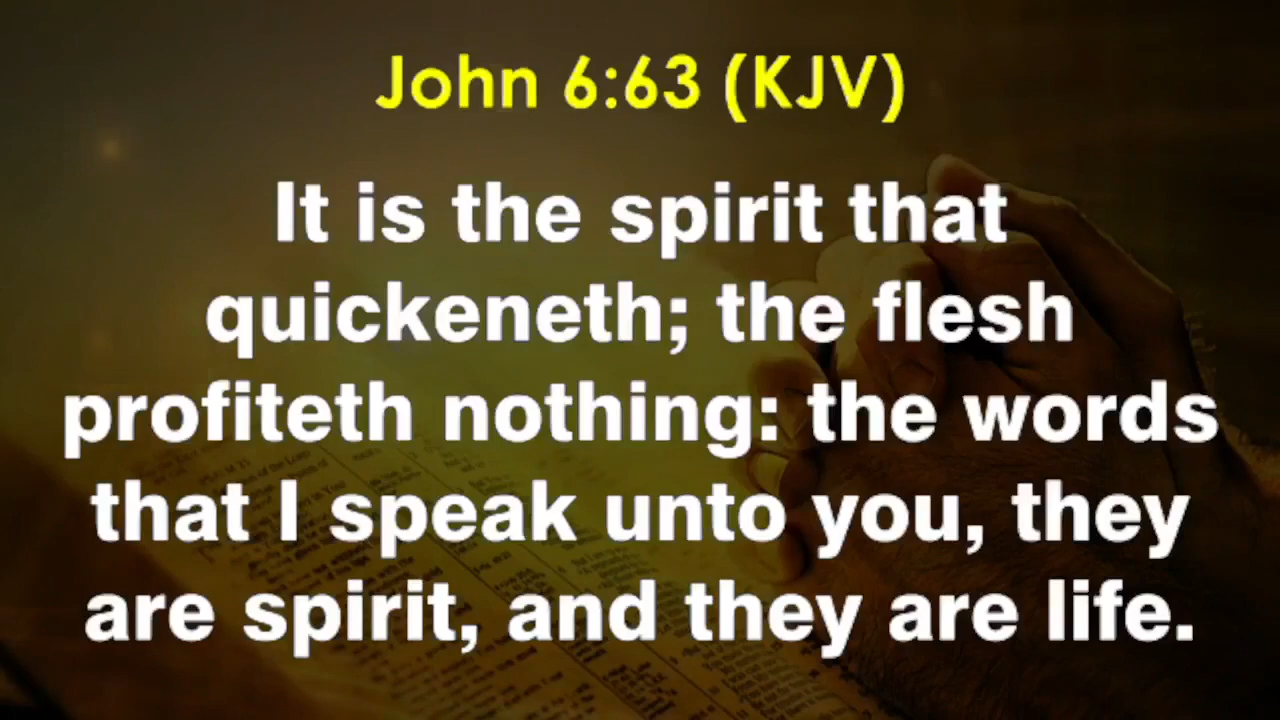 John 6:63 (KJV)
It is the spirit that
quickeneth; the flesh
profiteth nothing: the words
that I speak unto you, they
are spirit, and they are life.